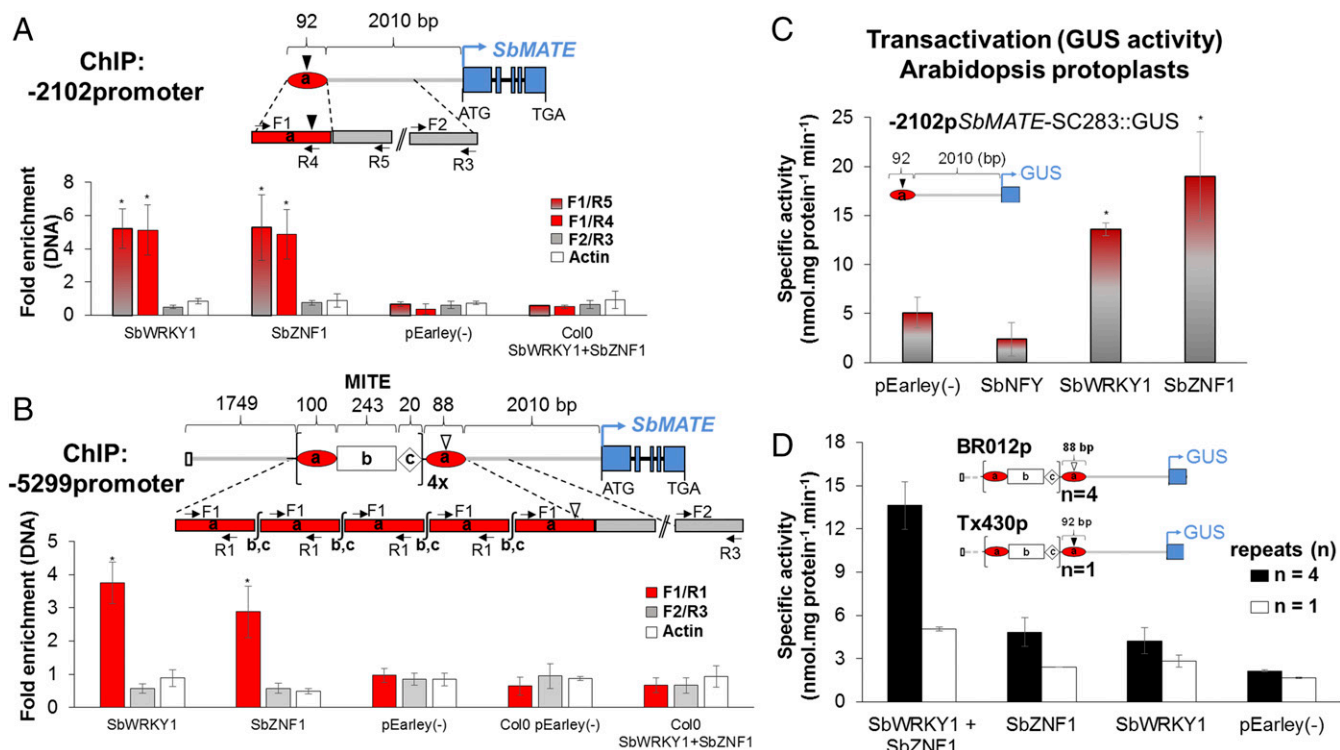 A
ChIP:
-2102promoter
92
2010 bp
SbMATE
a
ATG
TGA
F1
F2
a
R4
R5
R3
Fold enrichment
(DNA)
8
6
4
2
0
* * * *
F1/R5
F1/R4
F2/R3
Actin
SbWRKY1
SbZNF1
pEarley(-)
Col0
SbWRKY1+SbZNF1
B
ChIP:
-5299promoter
MITE
1749
100
243
20
88
2010 bp
SbMATE
a
b
c
a
4x
ATG
TGA
F1 F1 F1 F1 F1 F2
a a a a a
R1 b,c R1 b,c R1 b,c R1 b,c R3
Fold enrichment (DNA)
5
4
3
2
1
0
* *
F1/R1
F2/R3
Actin
SbWRKY1
SbZNF1
pEarley(-)
Col0 pEarley(-)
Col0
SbWRKY1+SbZNF1
C
Transactivation (GUS activity)
Arabidopsis protoplasts
-2102pSbMATE-SC283::GUS
92
2010 (bp)
GUS
a
Specific activity
(nmol.mg protein-1 min-1)
25
20
15
10
5
0
* *
pEarley(-)
SbNFY
SbWRKY1
SbZNF1
D
BR012p
88 bp
GUS
a b c a
n=4
Tx430p
92 bp
GUS
a b c a
n=1
repeats (n)
n = 4
n = 1
Specific activity
(nmol.mg protein-1.min-1)
18
15
12
9
6
3
0
SbWRKY1 +
SbZNF1
SbZNF1
SbWRKY1
pEarley(-)